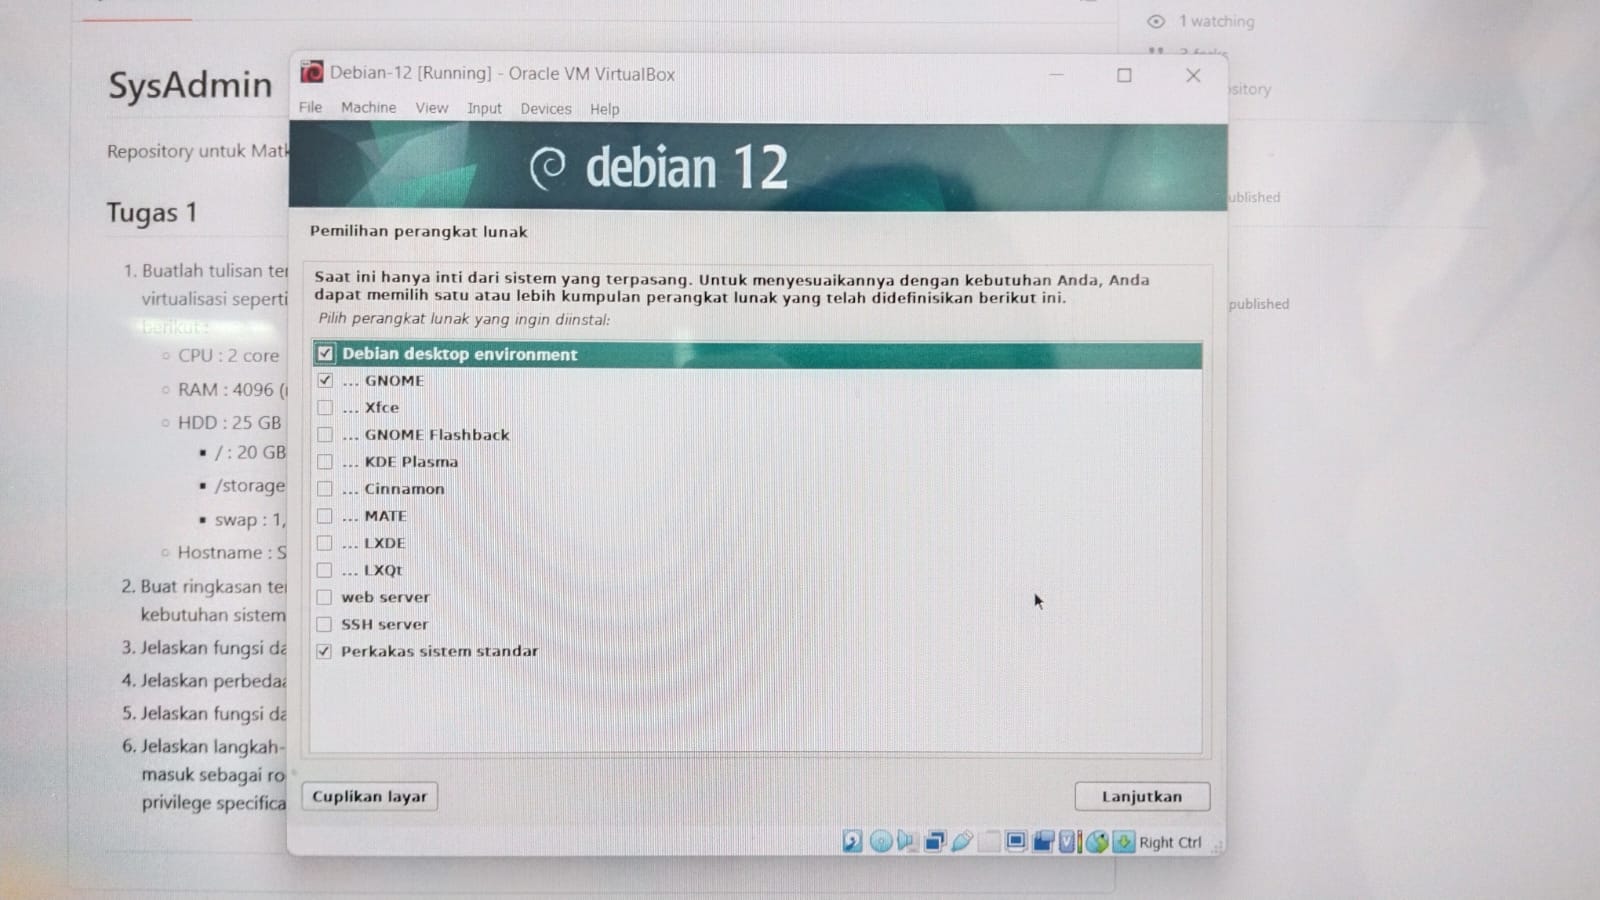 1 watching
SysAdmin
Repository untuk Mat
Tugas 1
1. Buatlah tulisan
virtualisasi seperti
berikut :
CPU : 2 core
RAM : 4096
HDD : 25 GB
/ : 20 GB
/storage
swap : 1,
Hostname : S
2. Buat ringkasan
kebutuhan sistem
3. Jelaskan fungsi
4. Jelaskan
5. Jelaskan fungsi
6. Jelaskan langkah-
masuk sebagai ro
privilege specifica
Debian-12 [Running] - Oracle VM VirtualBox
File Machine View Input Devices Help
debian 12
Pemilihan perangkat lunak
Saat ini hanya inti dari sistem yang terpasang. Untuk menyesuaikannya dengan kebutuhan Anda, Anda
dapat memilih satu atau lebih kumpulan perangkat lunak yang telah didefinisikan berikut ini.
Pilih perangkat lunak yang ingin diinstal:
Debian desktop environment
... GNOME
... Xfce
... GNOME Flashback
... KDE Plasma
... Cinnamon
... MATE
... LXDE
... LXQt
web server
SSH server
Perkakas sistem standar
Cuplikan layar
Lanjutkan
Right Ctrl
sitory
ublished
published